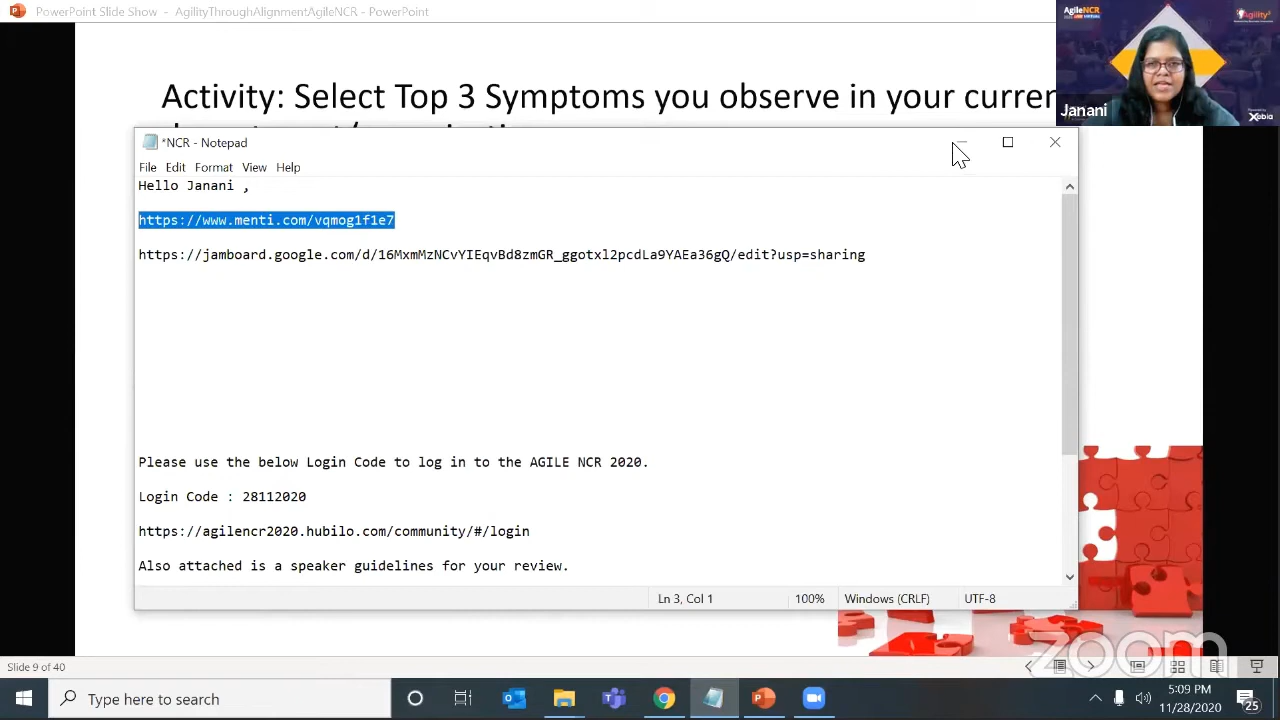 PowerPoint Slide Show - AgilityThroughAlignmentAgileNCR - PowerPoint
AgileNCR
Agility
Janani
Xebia
Activity: Select Top 3 Symptoms you observe in your curren
*NCR - Notepad
File Edit Format View Help
Hello Janani ,
https://www.menti.com/vqmog1f1e7
https://jamboard.google.com/d/16MxmMzNCvYIEqvBd8zmGR_ggotxl2pcdLa9YAEa36gQ/edit?usp=sharing
Please use the below Login Code to log in to the AGILE NCR 2020.
Login Code : 28112020
https://agilencr2020.hubilo.com/community/#/login
Also attached is a speaker guidelines for your review.
Ln 3, Col 1 100% Windows (CRLF) UTF-8
zoom
Slide 9 of 40
Type here to search
5:09 PM
11/28/2020
25